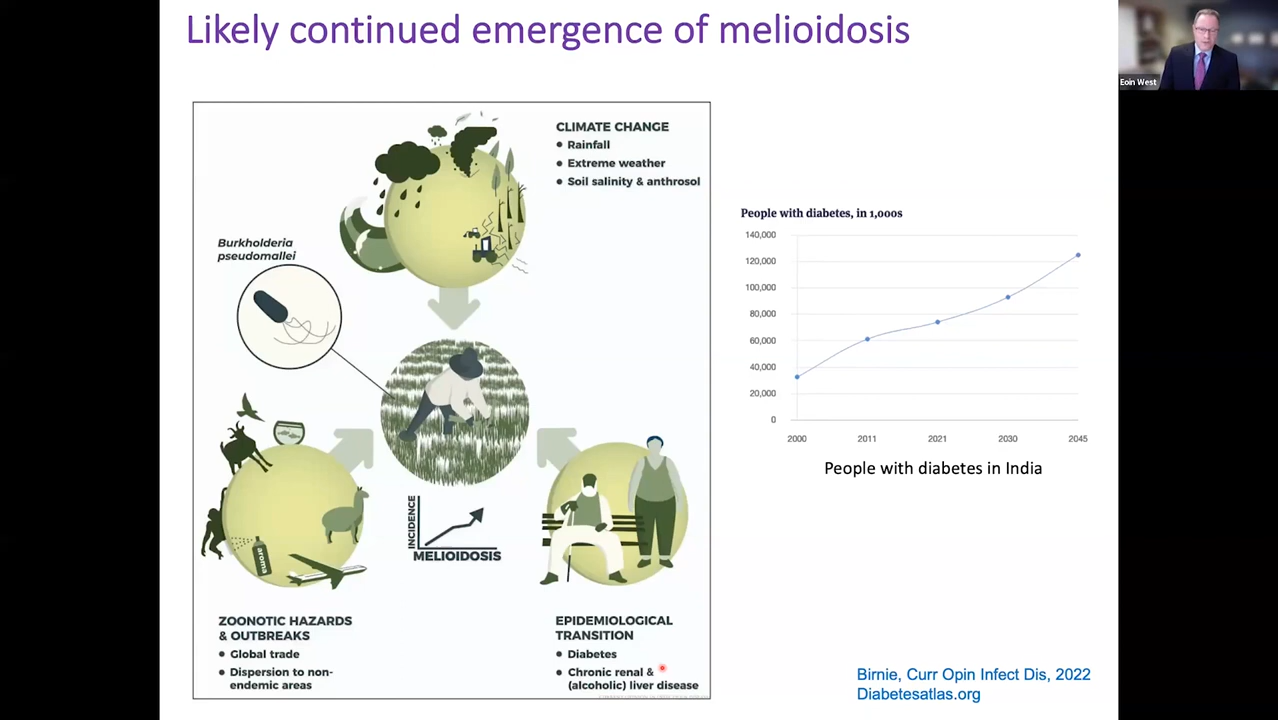 Likely continued emergence of melioidosis
Eoin West
CLIMATE CHANGE
● Rainfall
● Extreme weather
● Soil salinity & anthrosol
Burkholderia
pseudomallei
aroma
INCIDENCE
MELIOIDOSIS
ZOONOTIC HAZARDS
& OUTBREAKS
● Global trade
● Dispersion to non-
endemic areas
EPIDEMIOLOGICAL
TRANSITION
● Diabetes
● Chronic renal &
(alcoholic) liver disease
People with diabetes, in 1,000s
140,000
120,000
100,000
80,000
60,000
40,000
20,000
0
2000 2011 2021 2030 2045
People with diabetes in India
Birnie, Curr Opin Infect Dis, 2022
Diabetesatlas.org